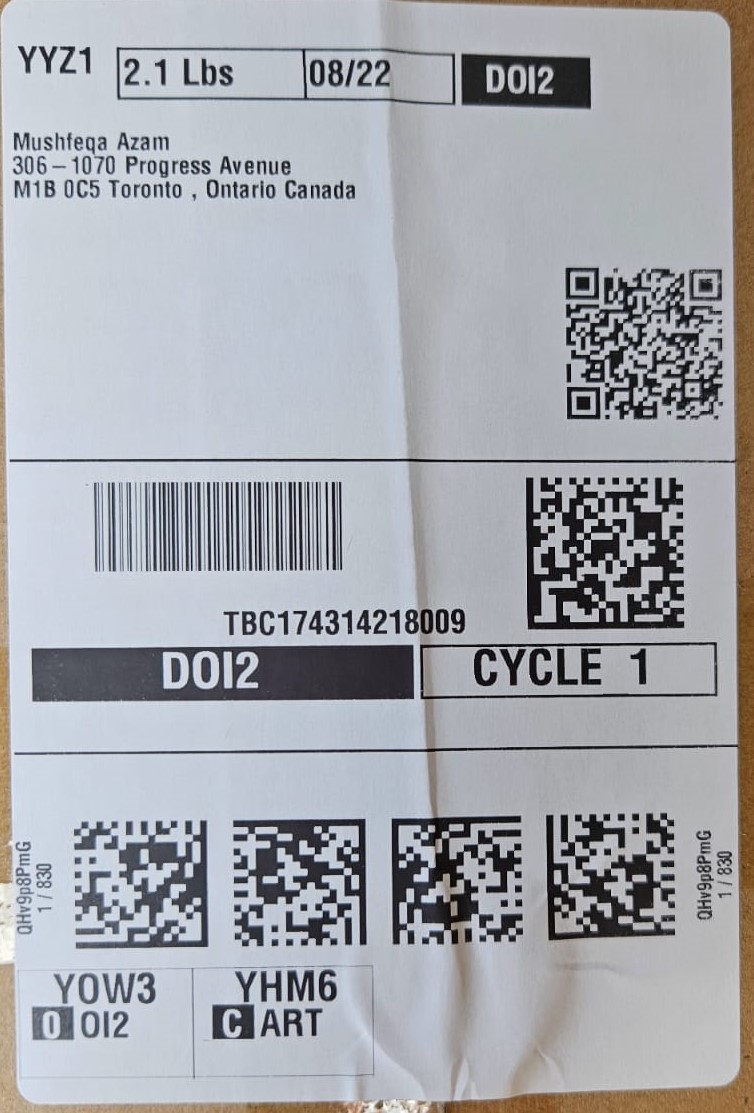 YYZ1 2.1 Lbs 08/22 DOI2
Mushfeqa Azam
306 – 1070 Progress Avenue
M1B 0C5 Toronto , Ontario Canada
TBC174314218009
DOI2 CYCLE 1
QHv9p8PmG
1 / 830
QHv9p8PmG
1 / 830
YOW3 YHM6
O OI2 C ART